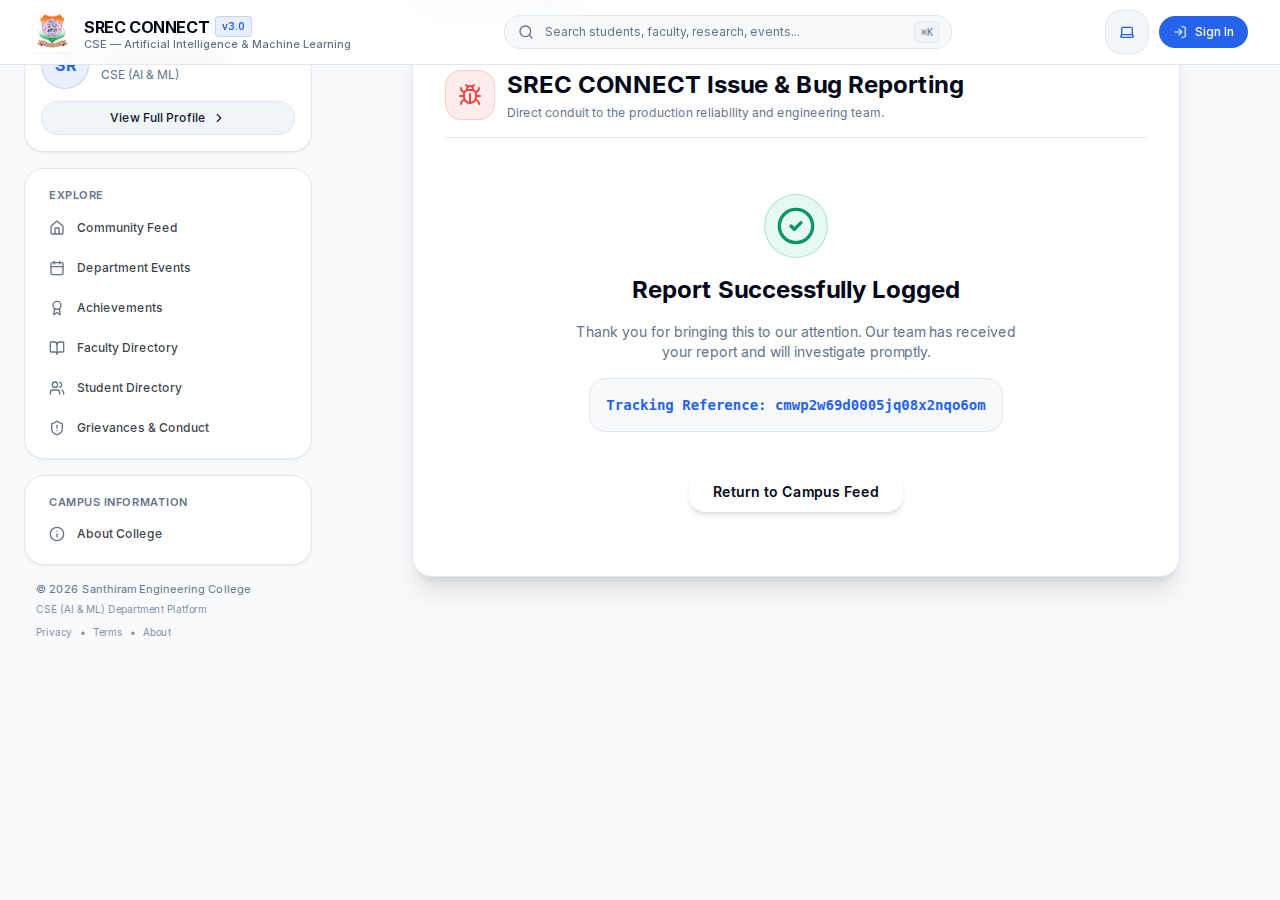 SREC CONNECT v3.0
CSE — Artificial Intelligence & Machine Learning
Search students, faculty, research, events...
⌘K
Sign In
SR
CSE (AI & ML)
View Full Profile
EXPLORE
Community Feed
Department Events
Achievements
Faculty Directory
Student Directory
Grievances & Conduct
CAMPUS INFORMATION
About College
© 2026 Santhiram Engineering College
CSE (AI & ML) Department Platform
Privacy • Terms • About
SREC CONNECT Issue & Bug Reporting
Direct conduit to the production reliability and engineering team.
Report Successfully Logged
Thank you for bringing this to our attention. Our team has received
your report and will investigate promptly.
Tracking Reference: cmwp2w69d0005jq08x2nqo6om
Return to Campus Feed